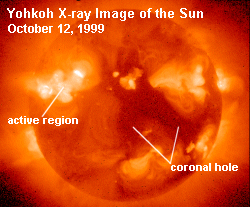 Yohkoh X-ray Image of the Sun
October 12, 1999
active region
coronal hole